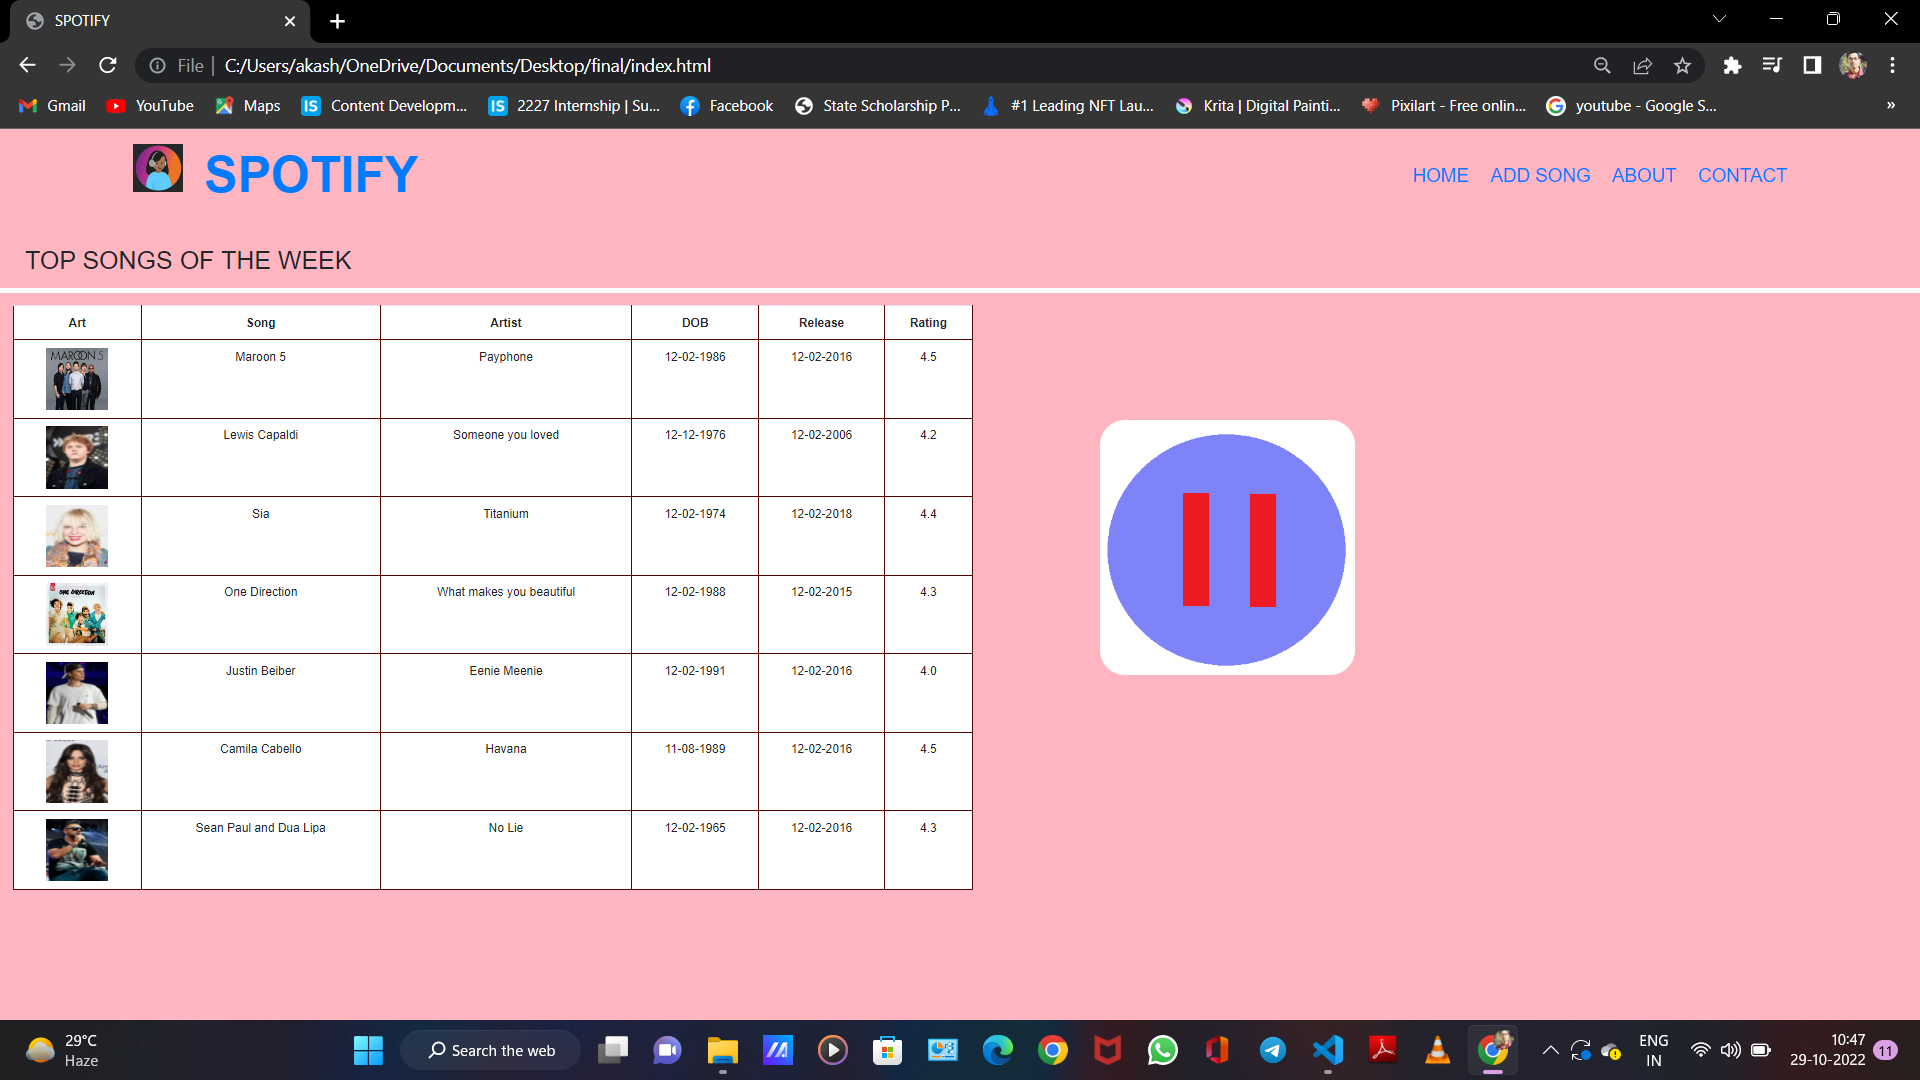 SPOTIFY
File | C:/Users/akash/OneDrive/Documents/Desktop/final/index.html
Gmail YouTube Maps Content Developm... 2227 Internship | Su... Facebook State Scholarship P... #1 Leading NFT Lau... Krita | Digital Painti... Pixilart - Free onlin... youtube - Google S... »
SPOTIFY HOME ADD SONG ABOUT CONTACT
TOP SONGS OF THE WEEK
Art Song Artist DOB Release Rating
MAROON 5 Maroon 5 Payphone 12-02-1986 12-02-2016 4.5
Lewis Capaldi Someone you loved 12-12-1976 12-02-2006 4.2
Sia Titanium 12-02-1974 12-02-2018 4.4
ONE DIRECTION One Direction What makes you beautiful 12-02-1988 12-02-2015 4.3
Justin Beiber Eenie Meenie 12-02-1991 12-02-2016 4.0
Camila Cabello Havana 11-08-1989 12-02-2016 4.5
Sean Paul and Dua Lipa No Lie 12-02-1965 12-02-2016 4.3
29°C
Haze
Search the web
ENG
IN
10:47
29-10-2022
11